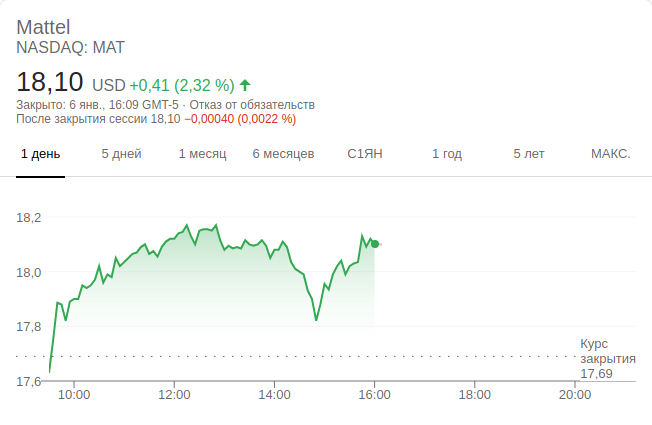 Mattel
NASDAQ: MAT
18,10 USD +0,41 (2,32 %)
Закрыто: 6 янв., 16:09 GMT-5 · Отказ от обязательств
После закрытия сессии 18,10 −0,00040 (0,0022 %)
1 день 5 дней 1 месяц 6 месяцев С1ЯН 1 год 5 лет МАКС.
18,2
18,0
17,8
Курс
закрытия
17,69
17,6
10:00 12:00 14:00 16:00 18:00 20:00